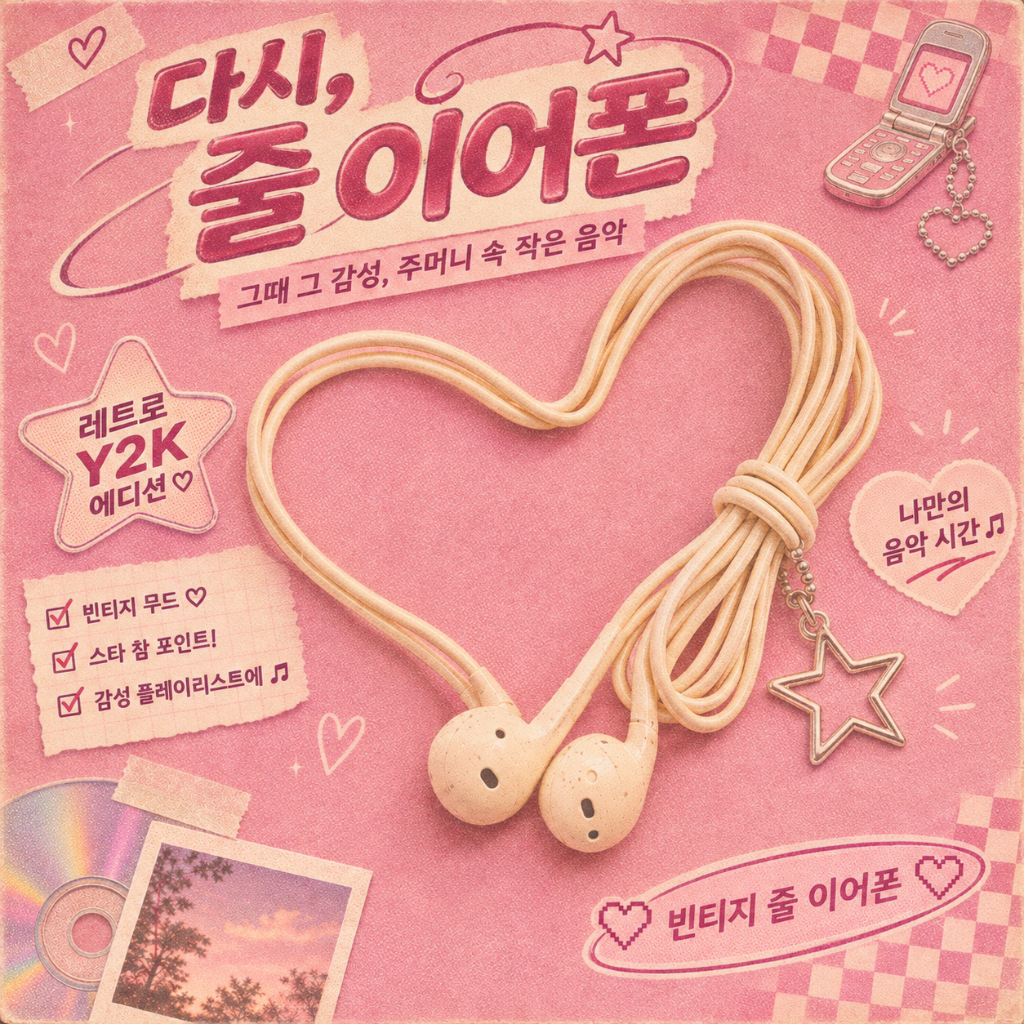 다시,
줄 이어폰
그때 그 감성, 주머니 속 작은 음악
레트로
Y2K
에디션♡
나만의
음악 시간♫
☑ 빈티지 무드♡
☑ 스타 참 포인트!
☑ 감성 플레이리스트에♫
♡ 빈티지 줄 이어폰 ♡